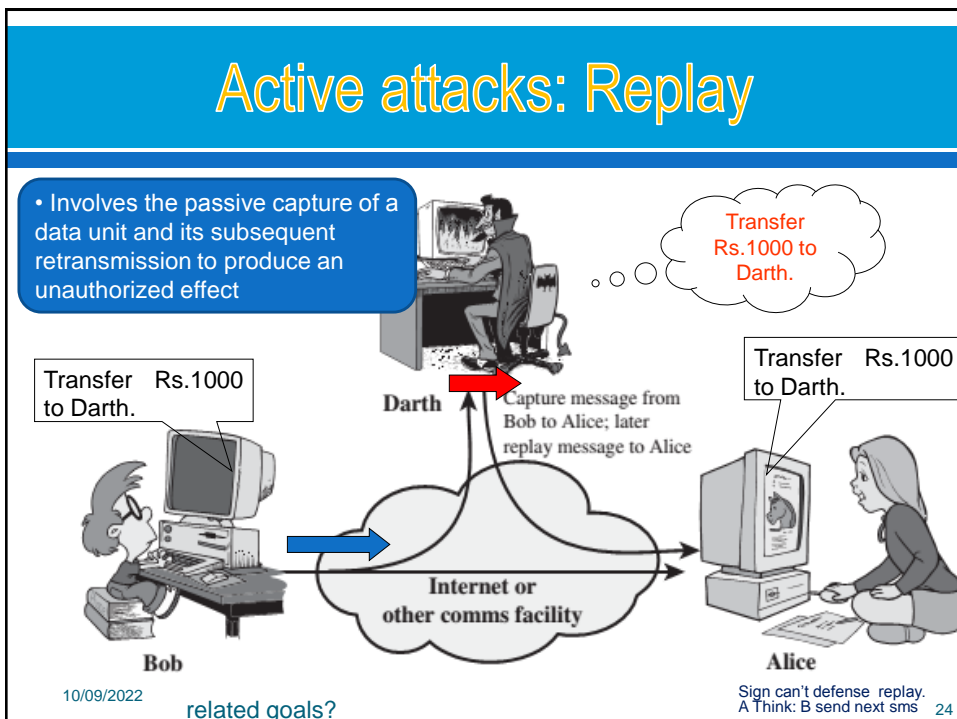 Active attacks: Replay
• Involves the passive capture of a
data unit and its subsequent
retransmission to produce an
unauthorized effect
Transfer
Rs.1000 to
Darth.
Transfer Rs.1000
to Darth.
Transfer Rs.1000
to Darth.
Darth
Capture message from
Bob to Alice; later
replay message to Alice
Internet or
other comms facility
Bob
Alice
10/09/2022
related goals?
Sign can't defense replay.
A Think: B send next sms
24